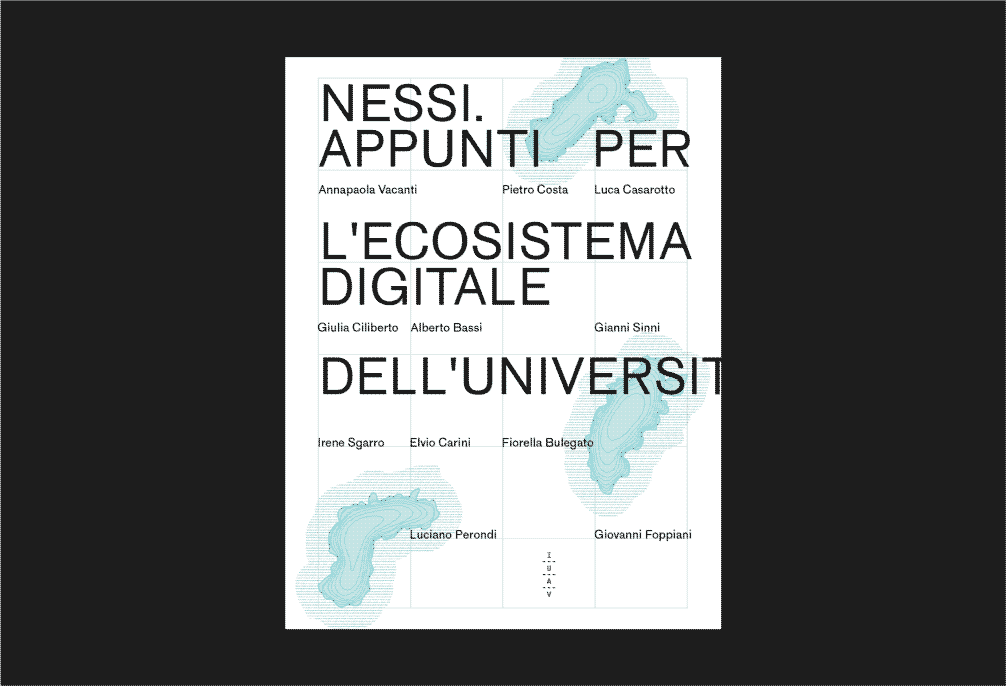 NESSI.
APPUNTI PER
Annapaola Vacanti Pietro Costa Luca Casarotto
L'ECOSISTEMA
DIGITALE
Giulia Ciliberto Alberto Bassi Gianni Sinni
DELL'UNIVERSIT
Irene Sgarro Elvio Carini Fiorella Bulegato
Luciano Perondi Giovanni Foppiani
I
U
A
V